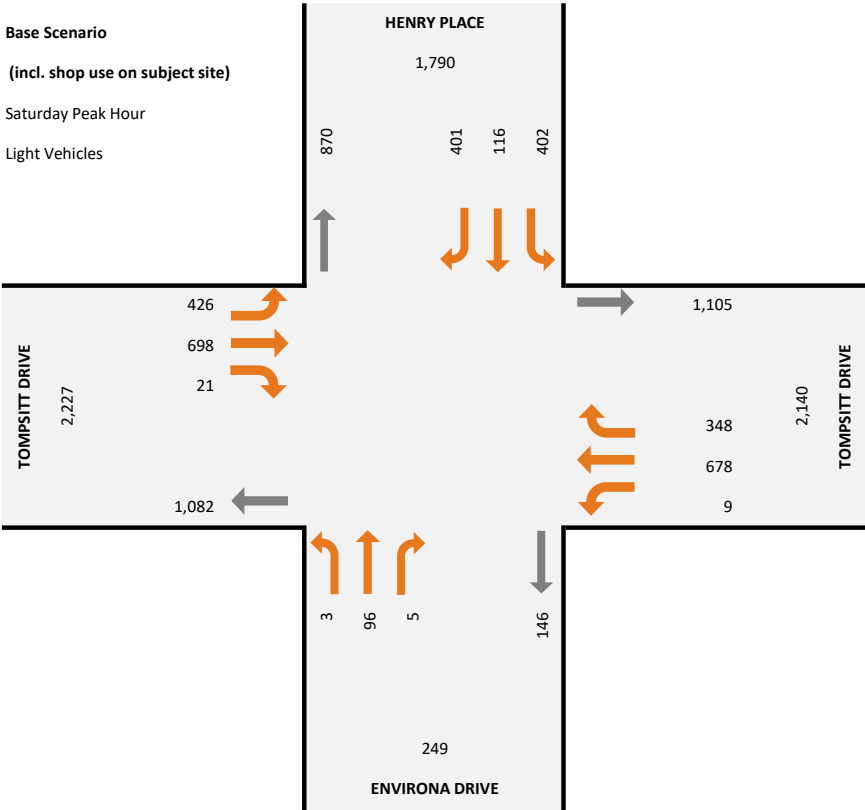 Base Scenario
(incl. shop use on subject site)
Saturday Peak Hour
Light Vehicles
HENRY PLACE
1,790
870
401
116
402
426
698
21
1,082
TOMPSITT DRIVE
2,227
1,105
348
678
9
2,140
TOMPSITT DRIVE
3
96
5
146
249
ENVIRONA DRIVE